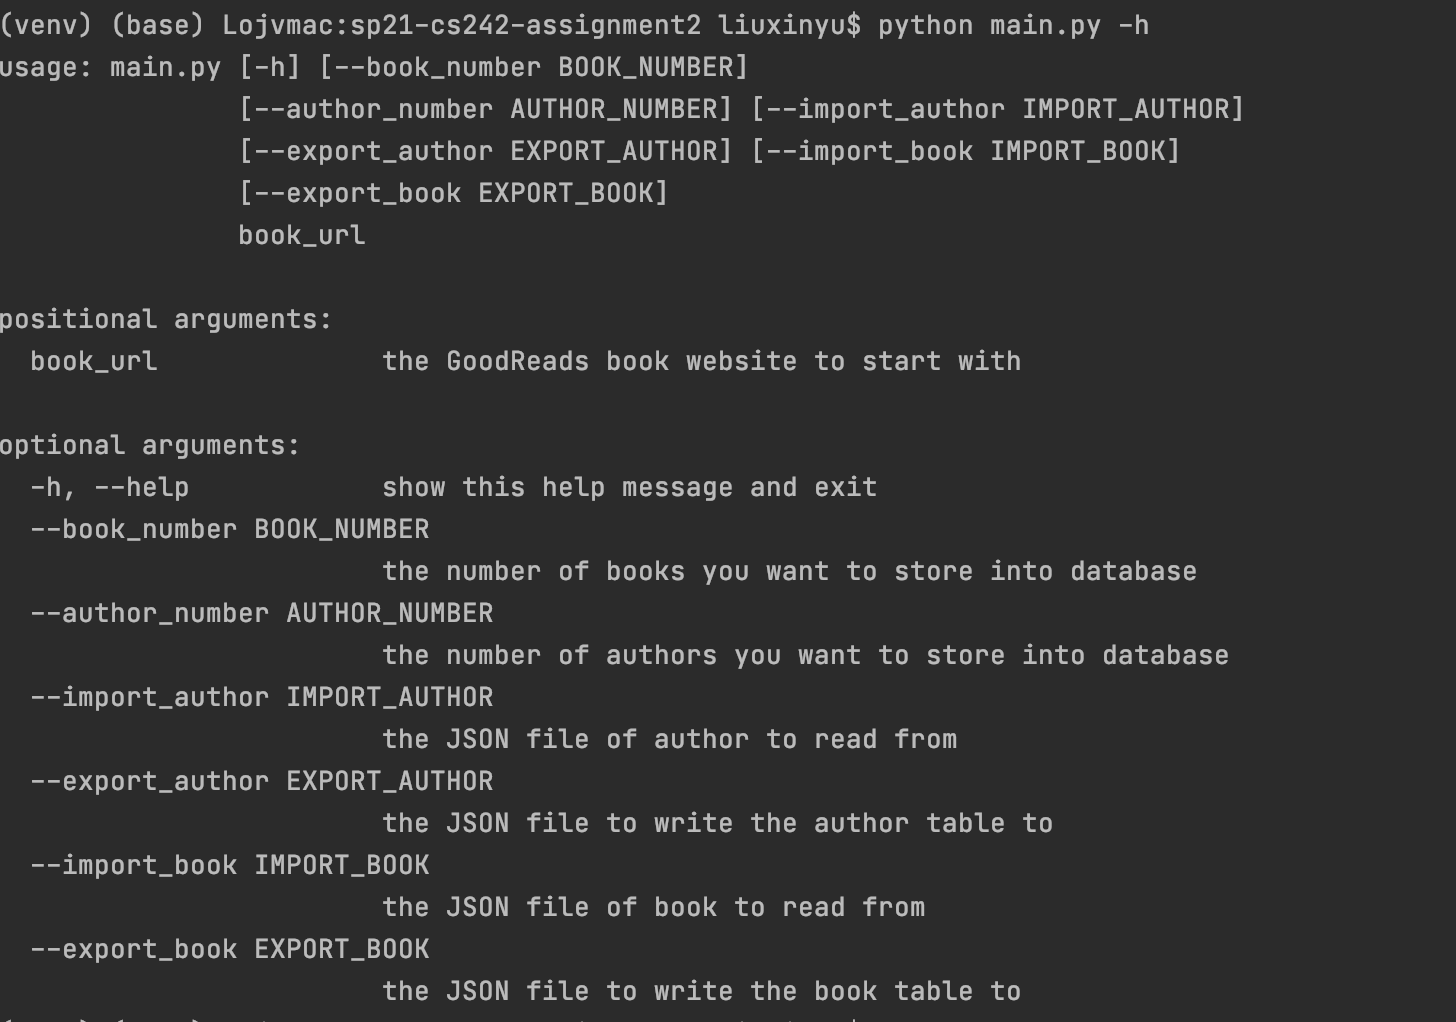 (venv) (base) Lojvmac:sp21-cs242-assignment2 liuxinyu$ python main.py -h
usage: main.py [-h] [--book_number BOOK_NUMBER]
               [--author_number AUTHOR_NUMBER] [--import_author IMPORT_AUTHOR]
               [--export_author EXPORT_AUTHOR] [--import_book IMPORT_BOOK]
               [--export_book EXPORT_BOOK]
               book_url

positional arguments:
  book_url              the GoodReads book website to start with

optional arguments:
  -h, --help            show this help message and exit
  --book_number BOOK_NUMBER
                        the number of books you want to store into database
  --author_number AUTHOR_NUMBER
                        the number of authors you want to store into database
  --import_author IMPORT_AUTHOR
                        the JSON file of author to read from
  --export_author EXPORT_AUTHOR
                        the JSON file to write the author table to
  --import_book IMPORT_BOOK
                        the JSON file of book to read from
  --export_book EXPORT_BOOK
                        the JSON file to write the book table to